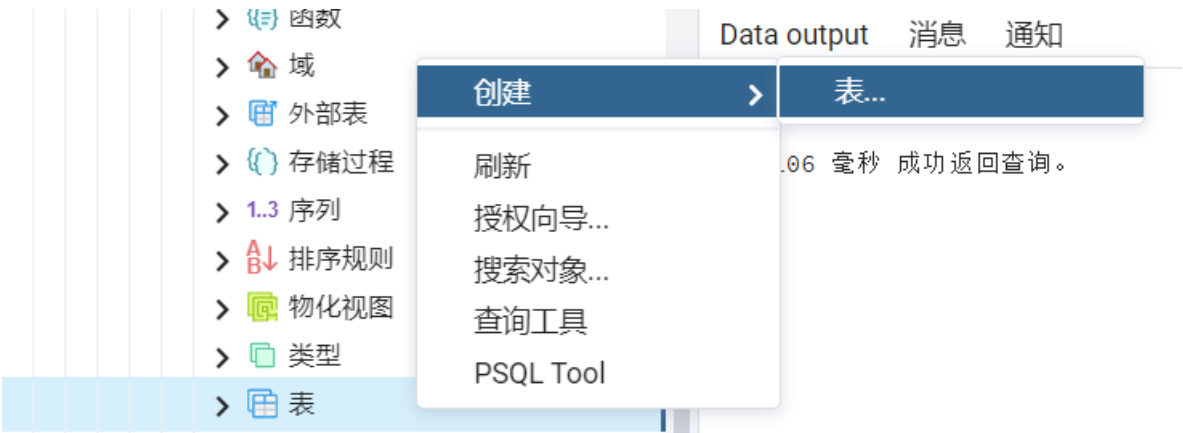 函数
域
外部表
存储过程
1..3 序列
排序规则
物化视图
类型
表
创建
刷新
授权向导...
搜索对象...
查询工具
PSQL Tool
表...
Data output 消息 通知
106 毫秒 成功返回查询。